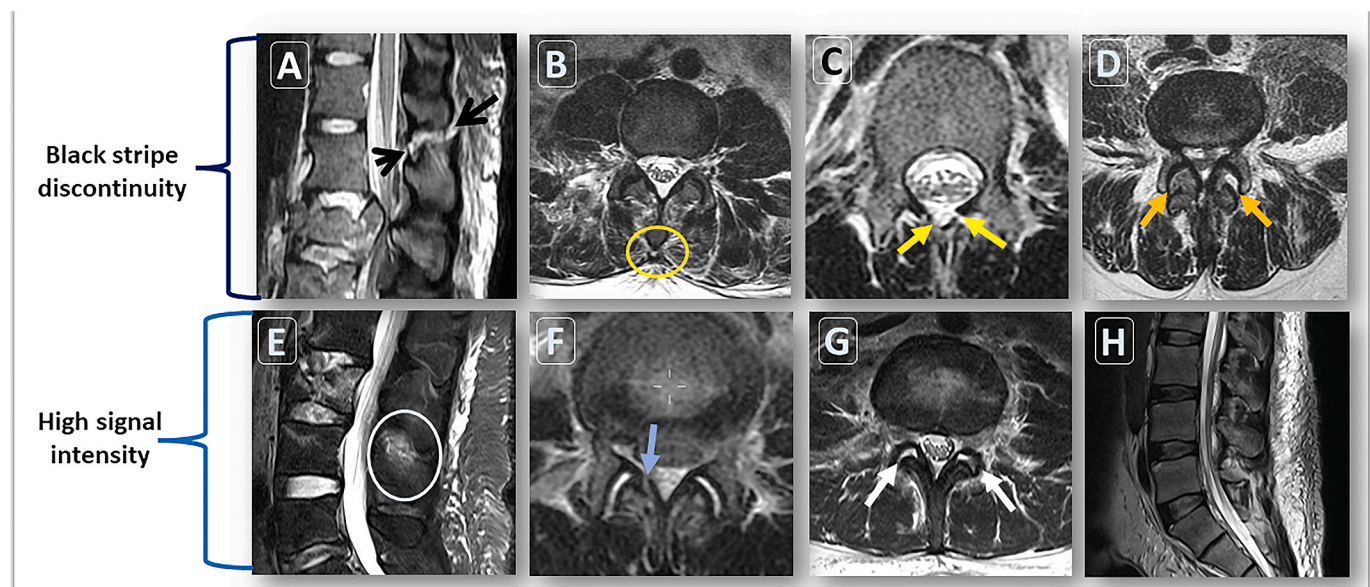 Black stripe
discontinuity
A
B
C
D
High signal
intensity
E
F
G
H